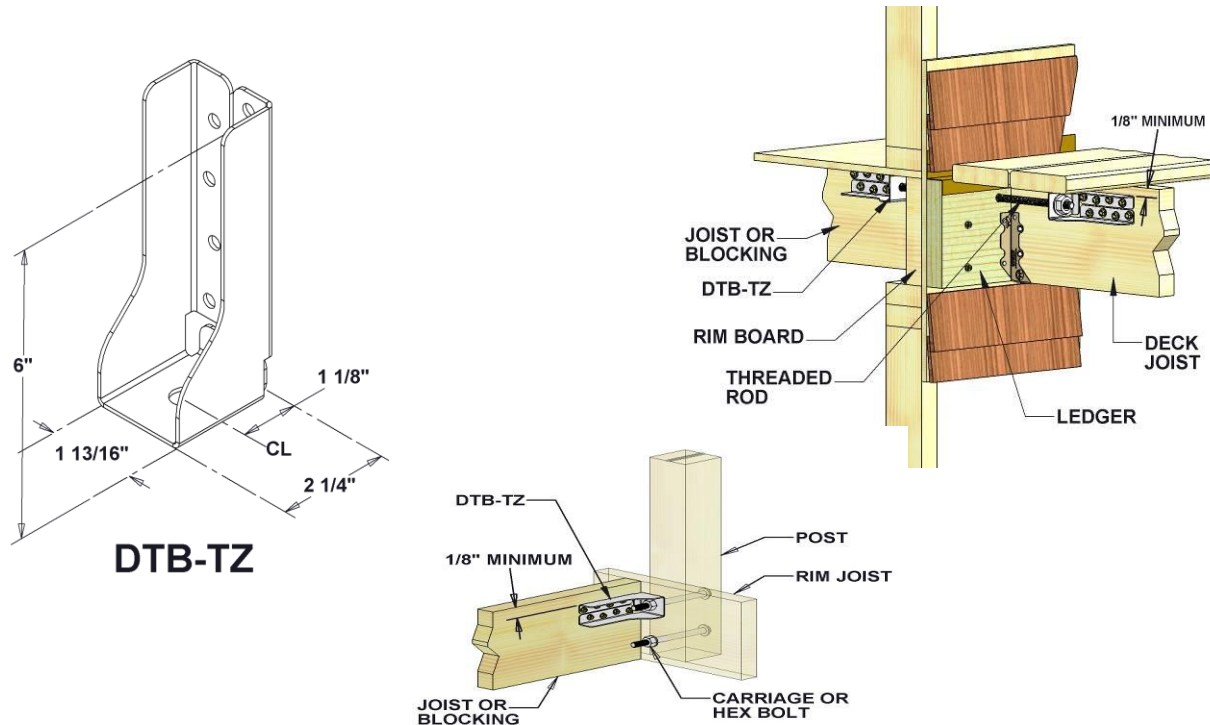 6"
1 1/8"
CL
1 13/16"
2 1/4"
DTB-TZ
1/8" MINIMUM
JOIST OR
BLOCKING
DTB-TZ
RIM BOARD
THREADED
ROD
DECK
JOIST
LEDGER
DTB-TZ
1/8" MINIMUM
POST
RIM JOIST
JOIST OR
BLOCKING
CARRIAGE OR
HEX BOLT